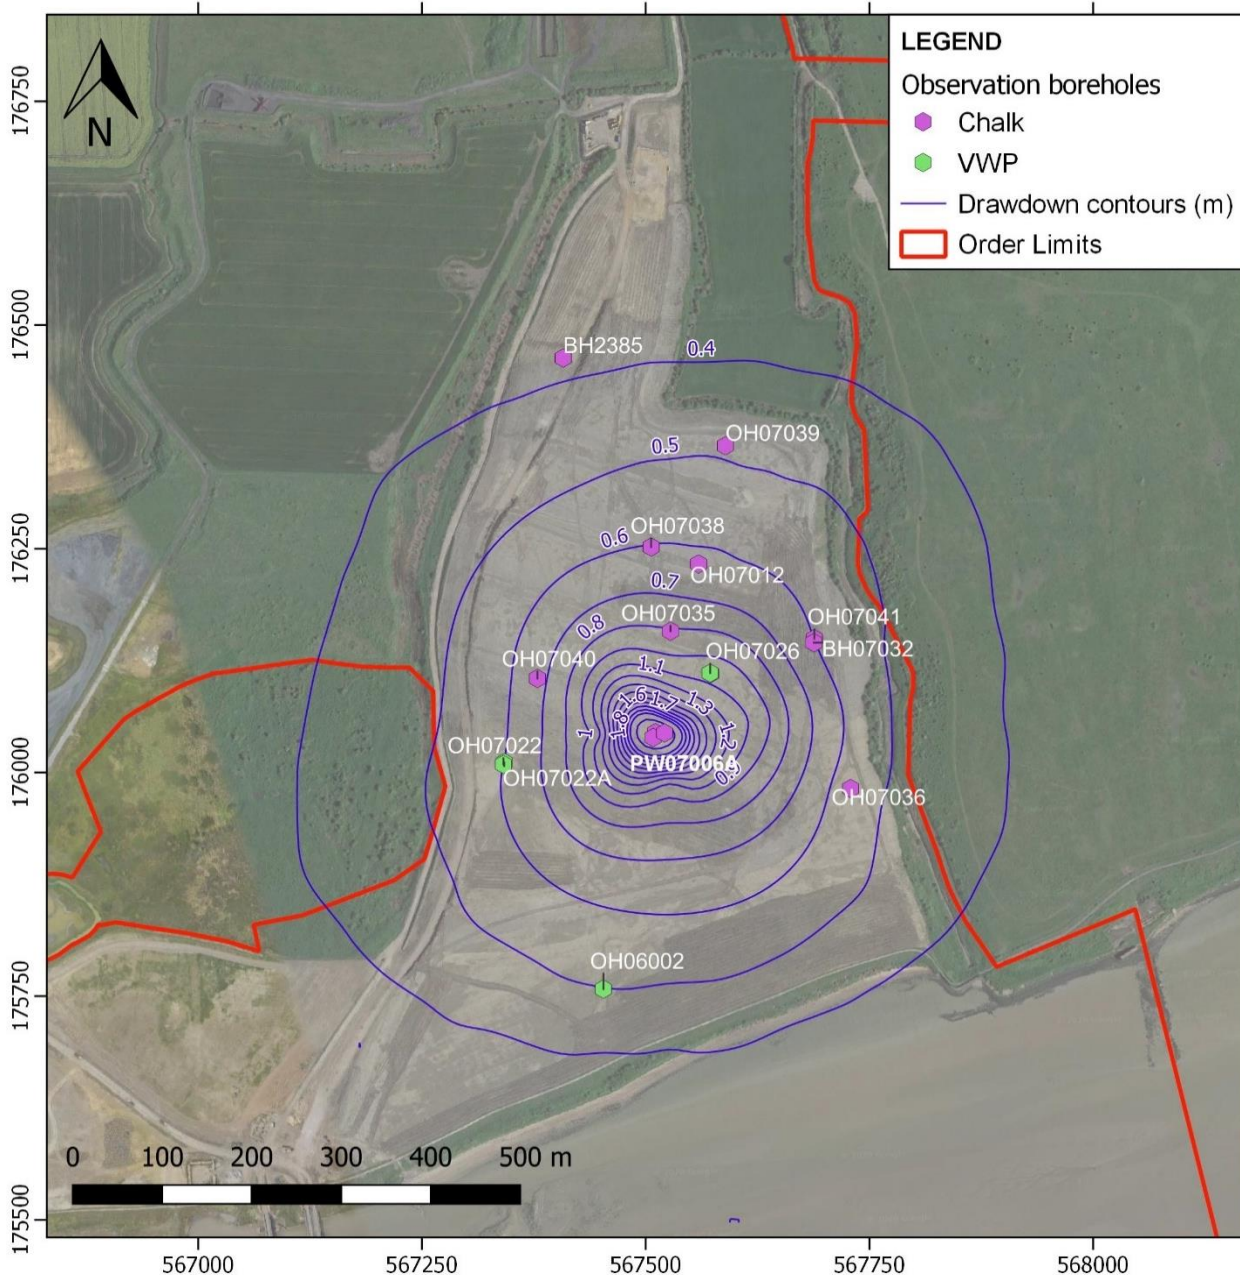 LEGEND
Observation boreholes
Chalk
VWP
Drawdown contours (m)
Order Limits
N
176750
176500
176250
176000
175750
175500
BH2385
0.4
OH07039
0.5
OH07038
0.6
OH07012
0.7
OH07035
0.8
OH07041
BH07032
OH07026
OH07040
1.1
1.6
1.7
1.3
1.8
1
1.2
OH07022
OH07022A
PW07006A
0.9
OH07036
OH06002
0 100 200 300 400 500 m
567000 567250 567500 567750 568000